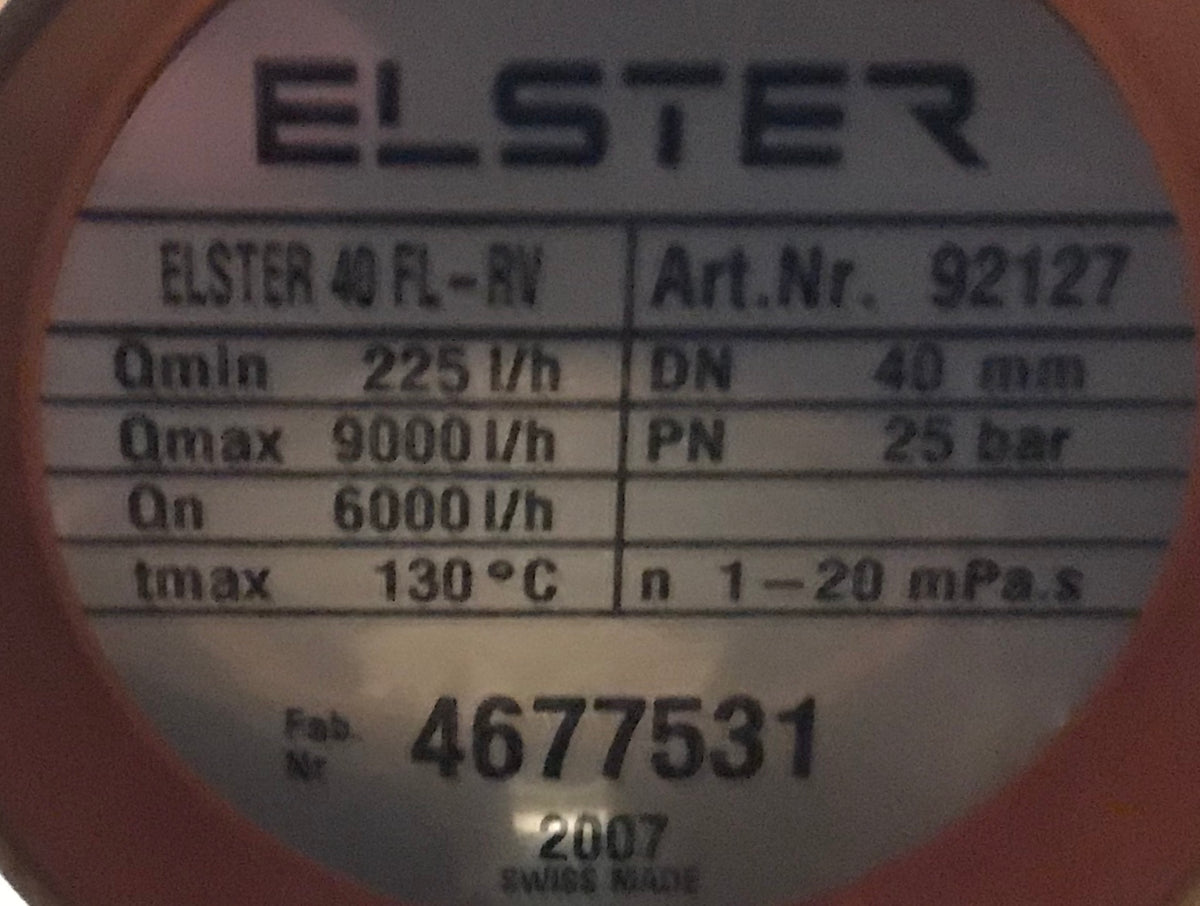 ELSTER
ELSTER 40 FL-RV Art.Nr. 92127
Qmin 225 l/h DN 40 mm
Qmax 9000 l/h PN 25 bar
Qn 6000 l/h
tmax 130 °C n 1-20 mPa.s
Fab. Nr 4677531
2007
SWISS MADE